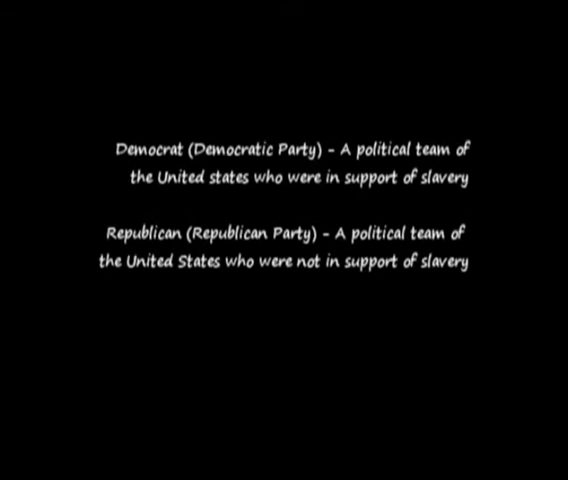 Democrat (Democratic Party) - A political team of
the United states who were in support of slavery
Republican (Republican Party) - A political team of
the United States who were not in support of slavery